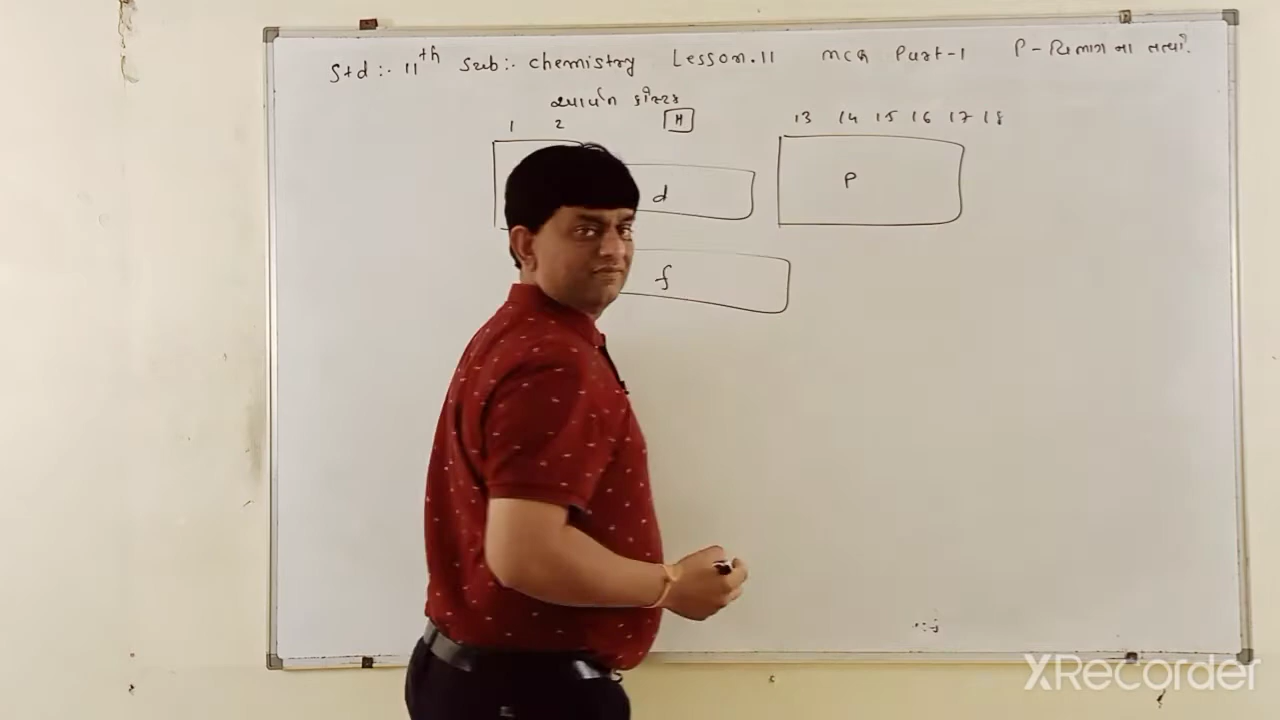 Std :- 11th Sub :- Chemistry Lesson.11 MCQ Part-1 P-વિભાગ ના તત્વો.
આવર્ત કોષ્ટક
1 2 H 13 14 15 16 17 18
d P
f
XRecorder